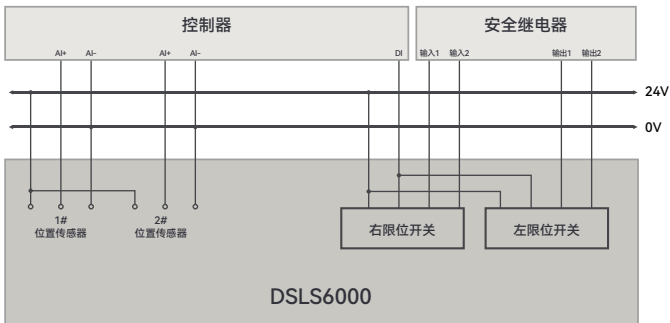 控制器
安全继电器
AI+ AI- AI+ AI- DI 输入1 输入2 输出1 输出2
24V
0V
1# 2#
位置传感器 位置传感器
右限位开关 左限位开关
DSLS6000